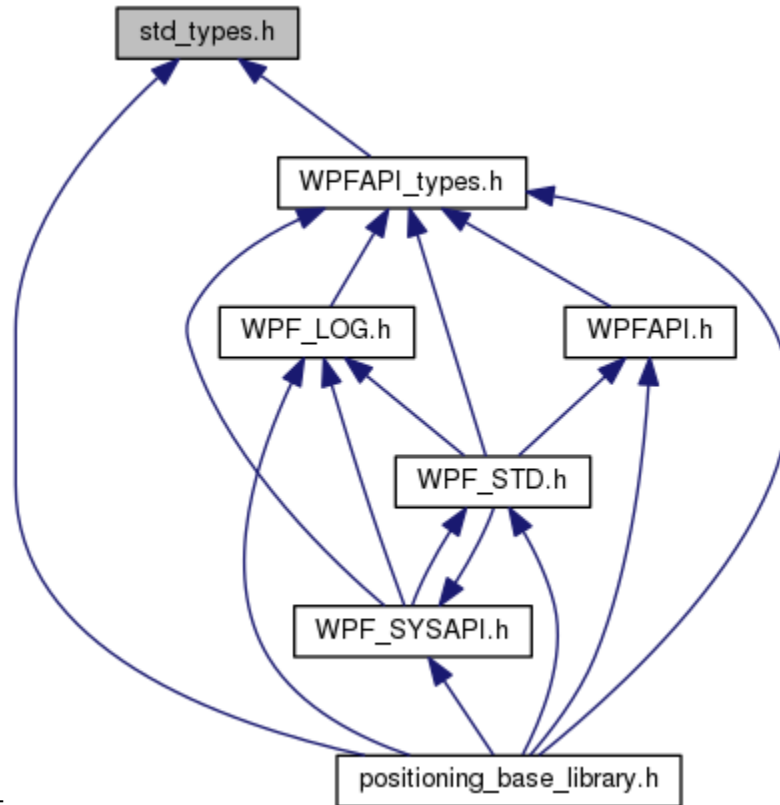 std_types.h
WPFAPI_types.h
WPF_LOG.h
WPFAPI.h
WPF_STD.h
WPF_SYSAPI.h
positioning_base_library.h